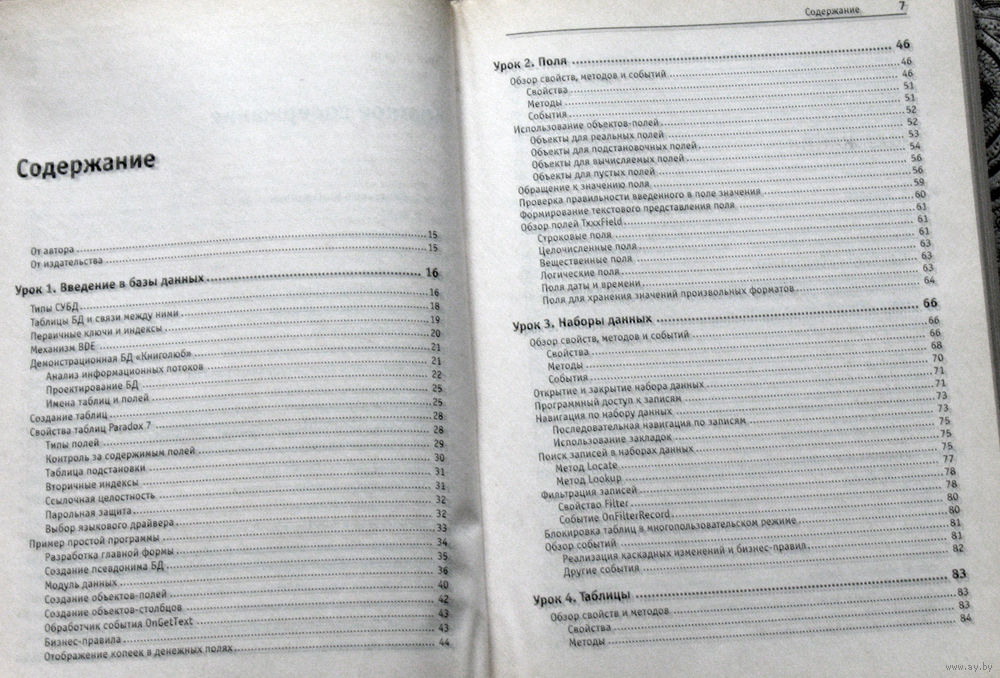 Содержание
От автора 15
От издательства 15
Урок 1. Введение в базы данных 16
Типы СУБД 16
Таблицы БД и связи между ними 18
Первичные ключи и индексы 19
Механизм BDE 20
Демонстрационная БД «Книголюб» 21
Анализ информационных потоков 21
Проектирование БД 22
Имена таблиц и полей 25
Создание таблиц 25
Свойства таблиц Paradox 7 28
Типы полей 28
Контроль за содержимым полей 29
Таблица подстановки 30
Вторичные индексы 31
Ссылочная целостность 31
Парольная защита 32
Выбор языкового драйвера 32
Пример простой программы 33
Разработка главной формы 34
Создание псевдонима БД 35
Модуль данных 36
Создание объектов-полей 40
Создание объектов-столбцов 42
Обработчик события OnGetText 43
Бизнес-правила 43
Отображение копеек в денежных полях 44
Содержание 7
Урок 2. Поля 46
Обзор свойств, методов и событий 46
Свойства 46
Методы 51
События 51
Использование объектов-полей 52
Объекты для реальных полей 52
Объекты для подстановочных полей 53
Объекты для вычисляемых полей 54
Объекты для пустых полей 56
Обращение к значению поля 56
Проверка правильности введенного в поле значения 59
Формирование текстового представления поля 60
Обзор полей TxxxField 61
Строковые поля 61
Целочисленные поля 61
Вещественные поля 63
Логические поля 63
Поля даты и времени 63
Поля для хранения значений произвольных форматов 64
Урок 3. Наборы данных 66
Обзор свойств, методов и событий 66
Свойства 66
Методы 68
События 70
Открытие и закрытие набора данных 71
Программный доступ к записям 71
Навигация по набору данных 73
Последовательная навигация по записям 73
Использование закладок 75
Поиск записей в наборах данных 75
Метод Locate 75
Метод Lookup 77
Фильтрация записей 78
Свойство Filter 78
Событие OnFilterRecord 80
Блокировка таблиц в многопользовательском режиме 80
Обзор событий 81
Реализация каскадных изменений и бизнес-правил 81
Другие события 82
Урок 4. Таблицы 83
Обзор свойств и методов 83
Свойства 83
Методы 84
www.ay.by